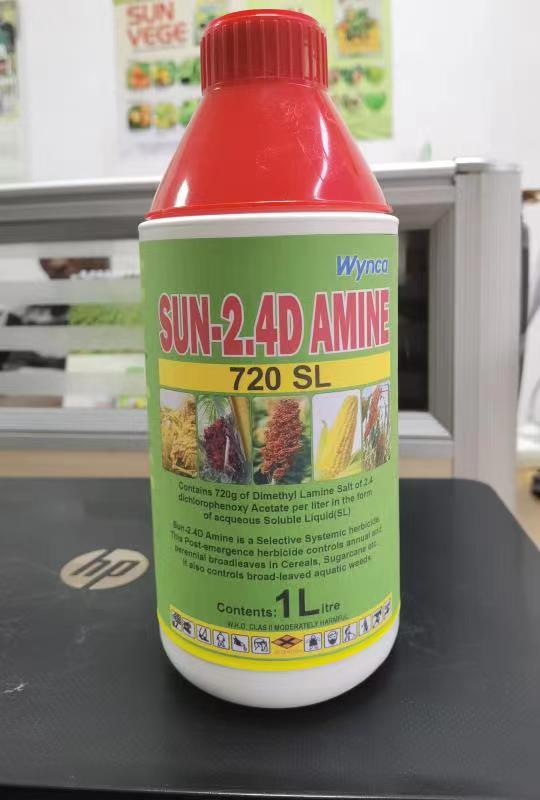 SUN
VEGE
Wynca
SUN-2.4D AMINE
720 SL
Contains 720g of Dimethyl Lamine Salt of 2.4
dichlorophenoxy Acetate per liter in the form
of acqueous Soluble Liquid(SL)
Sun-2.4D Amine is a Selective Systemic herbicide.
This Post-emergence herbicide controls annual and
perennial broadleaves in Cereals, Sugarcane etc.
It also controls broad-leaved aquatic weeds.
Contents: 1 Litre
W.H.O. CLAS II MODERATELY HARMFUL
hp